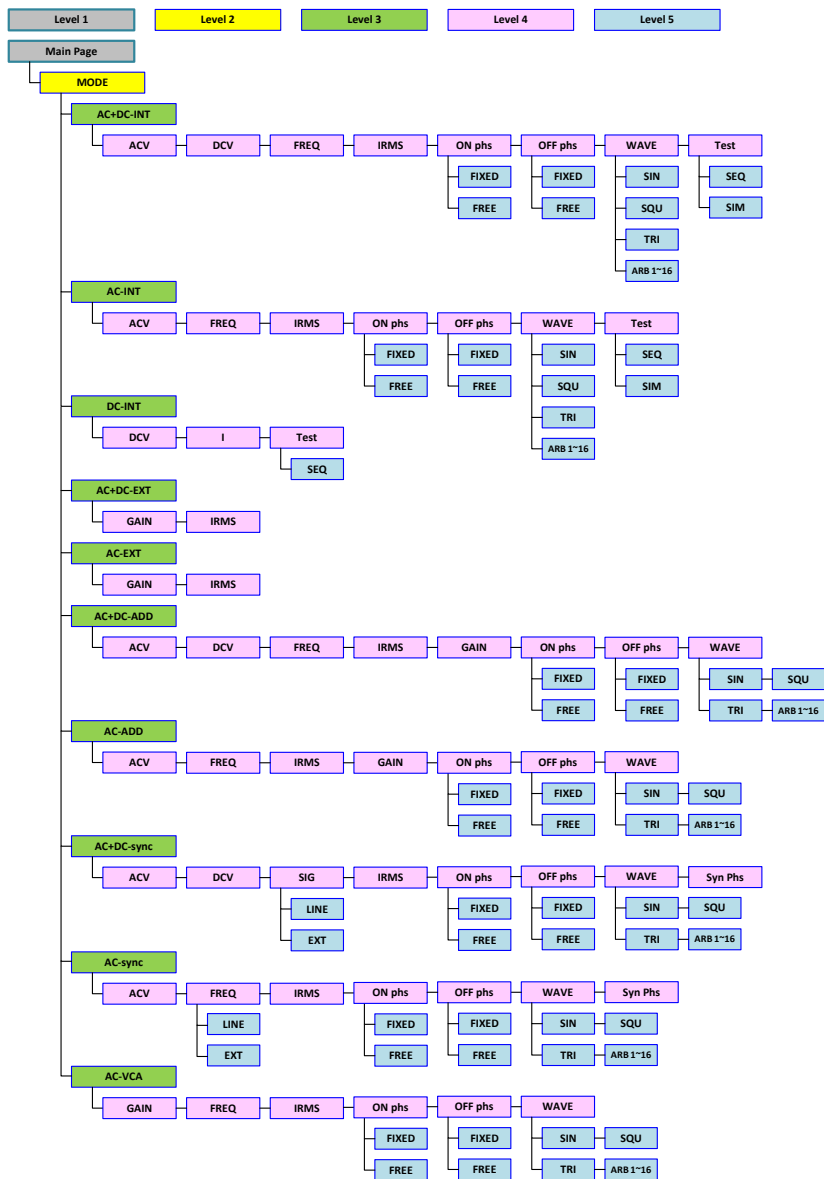 Level 1 Level 2 Level 3 Level 4 Level 5
Main Page
MODE
AC+DC-INT
ACV DCV FREQ IRMS ON phs OFF phs WAVE Test
FIXED FIXED SIN SEQ
FREE FREE SQU SIM
TRI
ARB 1~16
AC-INT
ACV FREQ IRMS ON phs OFF phs WAVE Test
FIXED FIXED SIN SEQ
FREE FREE SQU SIM
DC-INT
TRI
DCV I Test
ARB 1~16
SEQ
AC+DC-EXT
GAIN IRMS
AC-EXT
GAIN IRMS
AC+DC-ADD
ACV DCV FREQ IRMS GAIN ON phs OFF phs WAVE
FIXED FIXED SIN SQU
FREE FREE TRI ARB 1~16
AC-ADD
ACV FREQ IRMS GAIN ON phs OFF phs WAVE
FIXED FIXED SIN SQU
FREE FREE TRI ARB 1~16
AC+DC-sync
ACV DCV SIG IRMS ON phs OFF phs WAVE Syn Phs
LINE FIXED FIXED SIN SQU
EXT FREE FREE TRI ARB 1~16
AC-sync
ACV FREQ IRMS ON phs OFF phs WAVE Syn Phs
LINE FIXED FIXED SIN SQU
EXT FREE FREE TRI ARB 1~16
AC-VCA
GAIN FREQ IRMS ON phs OFF phs WAVE
FIXED FIXED SIN SQU
FREE FREE TRI ARB 1~16